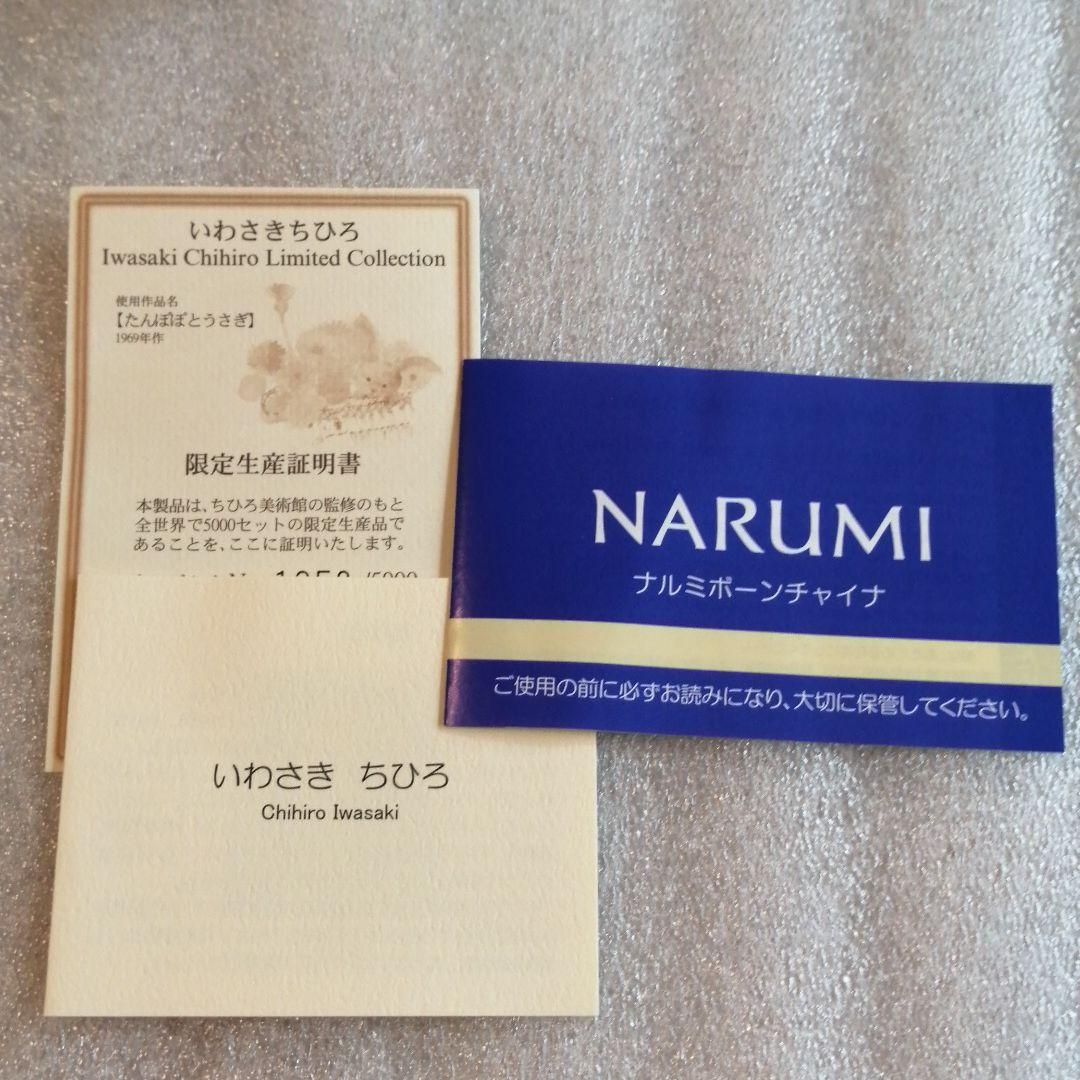 いわさきちひろ
Iwasaki Chihiro Limited Collection
使用作品名
【たんぽぽとうさぎ】
1969年作
限定生産証明書
本製品は、ちひろ美術館の監修のもと
全世界で5000セットの限定生産品で
あることを、ここに証明いたします。
/5000
いわさき ちひろ
Chihiro Iwasaki
NARUMI
ナルミボーンチャイナ
ご使用の前に必ずお読みになり、大切に保管してください。